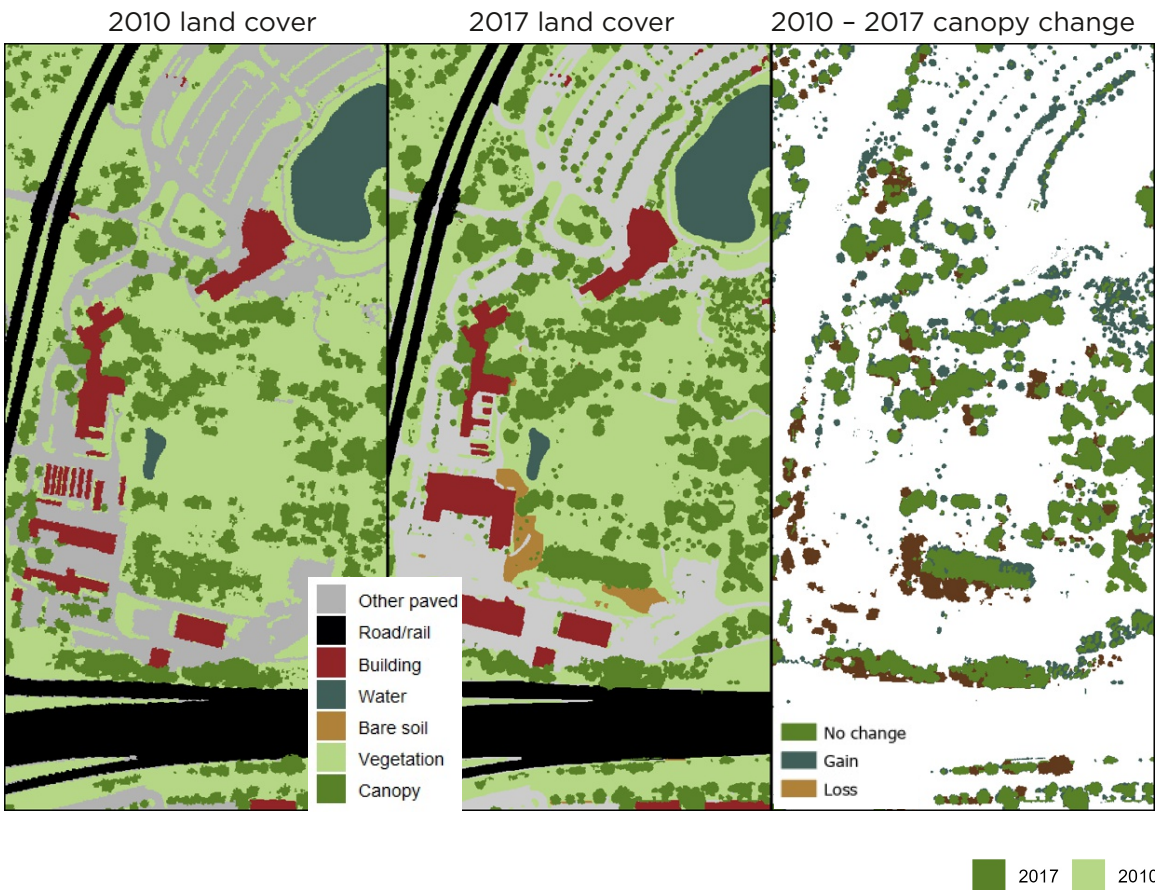 2010 land cover
2017 land cover
2010 – 2017 canopy change
Other paved
Road/rail
Building
Water
Bare soil
Vegetation
Canopy
No change
Gain
Loss
2017
2010